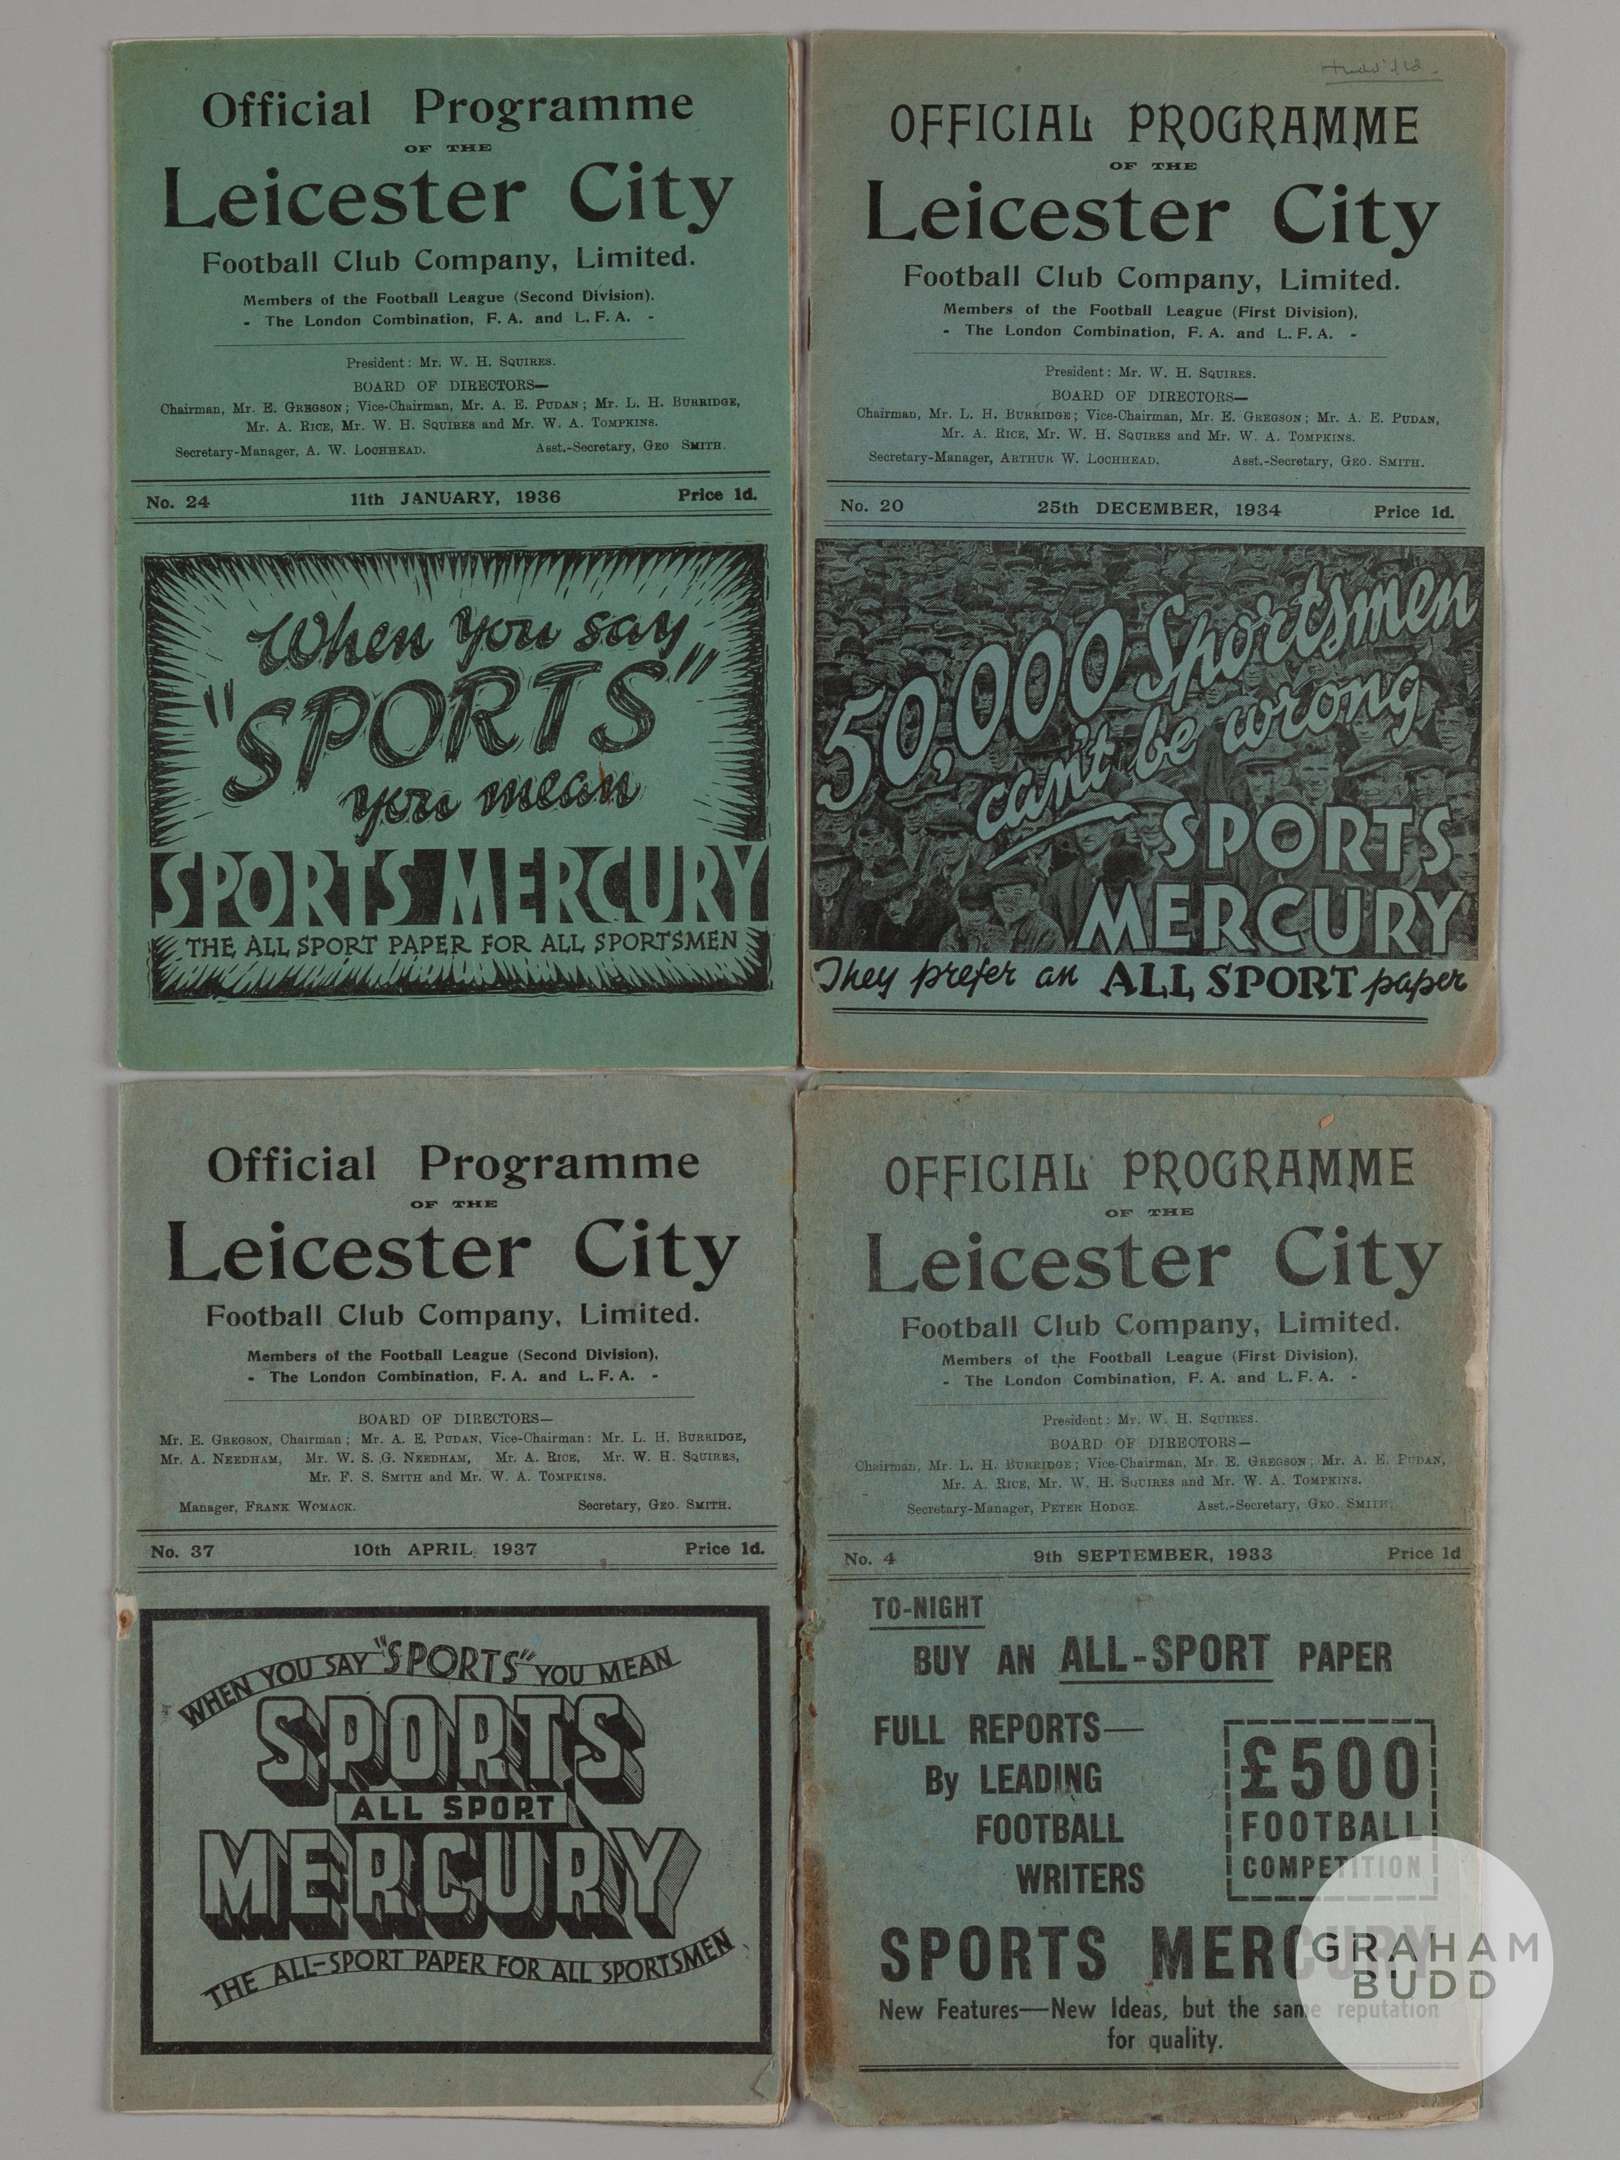 Official Programme
OF THE
Leicester City
Football Club Company, Limited.
Members of the Football League (Second Division),
- The London Combination, F. A. and L. F. A. -
President: Mr. W. H. SQUIRES.
BOARD OF DIRECTORS—
Chairman, Mr. E. GREGSON; Vice-Chairman, Mr. A. E. PUDAN; Mr. L. H. BURRIDGE,
Mr. A. RICE, Mr. W. H. SQUIRES and Mr. W. A. TOMPKINS.
Secretary-Manager, A. W. LOCHHEAD. Asst.-Secretary, GEO SMITH.
No. 24 11th JANUARY, 1936 Price 1d.
When you say
"SPORTS"
you mean
SPORTS MERCURY
THE ALL SPORT PAPER FOR ALL SPORTSMEN
OFFICIAL PROGRAMME
OF THE
Leicester City
Football Club Company, Limited.
Members of the Football League (First Division),
- The London Combination, F. A. and L. F. A. -
President: Mr. W. H. SQUIRES.
BOARD OF DIRECTORS—
Chairman, Mr. L. H. BURRIDGE; Vice-Chairman, Mr. E. GREGSON; Mr. A. E. PUDAN,
Mr. A. RICE, Mr. W. H. SQUIRES and Mr. W. A. TOMPKINS.
Secretary-Manager, ARTHUR W. LOCHHEAD. Asst.-Secretary, GEO. SMITH.
No. 20 25th DECEMBER, 1934 Price 1d.
50,000 Sportsmen
can't be wrong
SPORTS
MERCURY
They prefer an ALL SPORT paper
Official Programme
OF THE
Leicester City
Football Club Company, Limited.
Members of the Football League (Second Division),
- The London Combination, F. A. and L. F. A. -
BOARD OF DIRECTORS—
Mr. E. GREGSON, Chairman; Mr. A. E. PUDAN, Vice-Chairman: Mr. L. H. BURRIDGE,
Mr. A. NEEDHAM, Mr. W. S. G. NEEDHAM, Mr. A. RICE, Mr. W. H. SQUIRES,
Mr. F. S. SMITH and Mr. W. A. TOMPKINS.
Manager, FRANK WOMACK. Secretary, GEO. SMITH.
No. 37 10th APRIL, 1937 Price 1d.
WHEN YOU SAY "SPORTS" YOU MEAN
SPORTS
ALL SPORT
MERCURY
THE ALL-SPORT PAPER FOR ALL SPORTSMEN
OFFICIAL PROGRAMME
OF THE
Leicester City
Football Club Company, Limited.
Members of the Football League (First Division),
- The London Combination, F. A. and L. F. A. -
President: Mr. W. H. SQUIRES.
BOARD OF DIRECTORS—
Chairman, Mr. L. H. BURRIDGE; Vice-Chairman, Mr. E. GREGSON; Mr. A. E. PUDAN,
Mr. A. RICE, Mr. W. H. SQUIRES and Mr. W. A. TOMPKINS.
Secretary-Manager, PETER HODGE. Asst.-Secretary, GEO. SMITH.
No. 4 9th SEPTEMBER, 1933 Price 1d
TO-NIGHT
BUY AN ALL-SPORT PAPER
FULL REPORTS—
By LEADING
FOOTBALL
WRITERS
£500
FOOTBALL
COMPETITION
SPORTS MERCURY
New Features—New Ideas, but the same reputation
for quality.
GRAHAM
BUDD